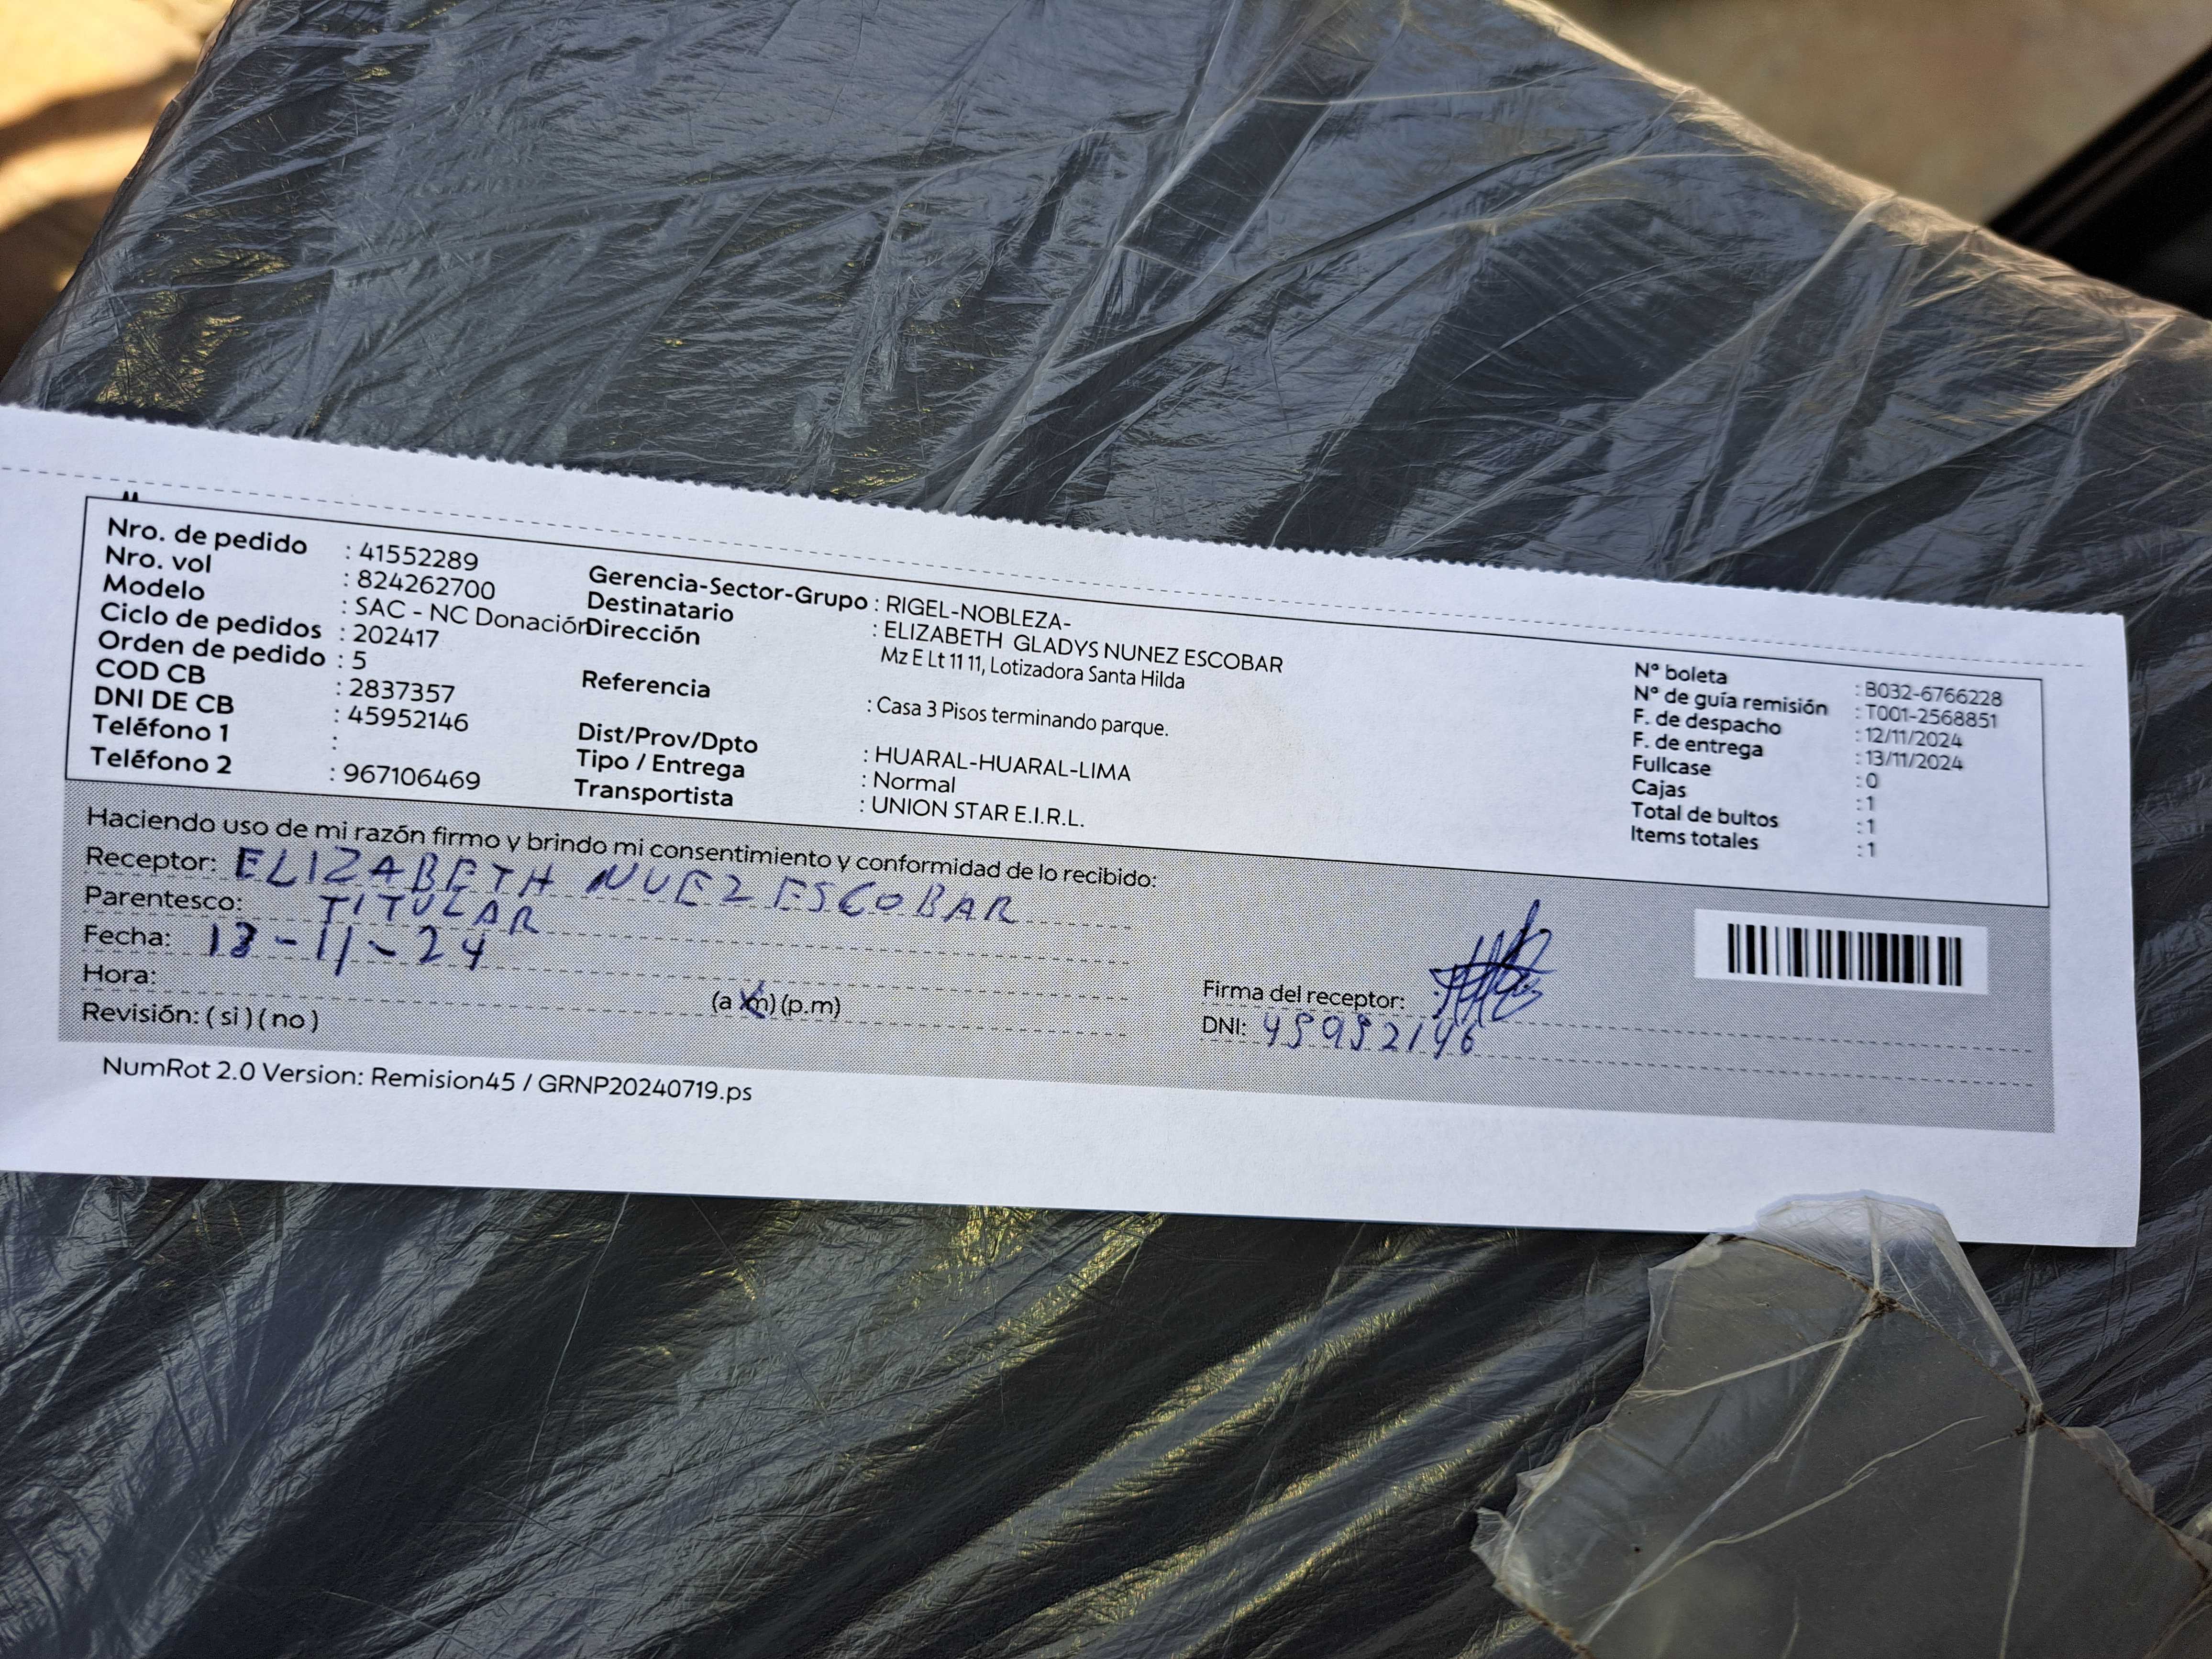 Nro. de pedido : 41552289
Nro. vol : 824262700
Modelo : SAC - NC Donación
Ciclo de pedidos : 202417
Orden de pedido : 5
COD CB : 2837357
DNI DE CB : 45952146
Teléfono 1 :
Teléfono 2 : 967106469
Gerencia-Sector-Grupo : RIGEL-NOBLEZA-
Destinatario : ELIZABETH GLADYS NUNEZ ESCOBAR
Dirección Mz E Lt 11 11, Lotizadora Santa Hilda
Referencia : Casa 3 Pisos terminando parque.
Dist/Prov/Dpto : HUARAL-HUARAL-LIMA
Tipo / Entrega : Normal
Transportista : UNION STAR E.I.R.L.
N° boleta : B032-6766228
N° de guía remisión : T001-2568851
F. de despacho : 12/11/2024
F. de entrega : 13/11/2024
Fullcase : 0
Cajas : 1
Total de bultos : 1
Items totales : 1
Haciendo uso de mi razón firmo y brindo mi consentimiento y conformidad de lo recibido:
Receptor: ELIZABETH NUEZ ESCOBAR
Parentesco: TITULAR
Fecha: 13-11-24
Hora: (a m) (p.m)
Revisión: ( si ) ( no )
Firma del receptor:
DNI: 45952146
NumRot 2.0 Version: Remision45 / GRNP20240719.ps